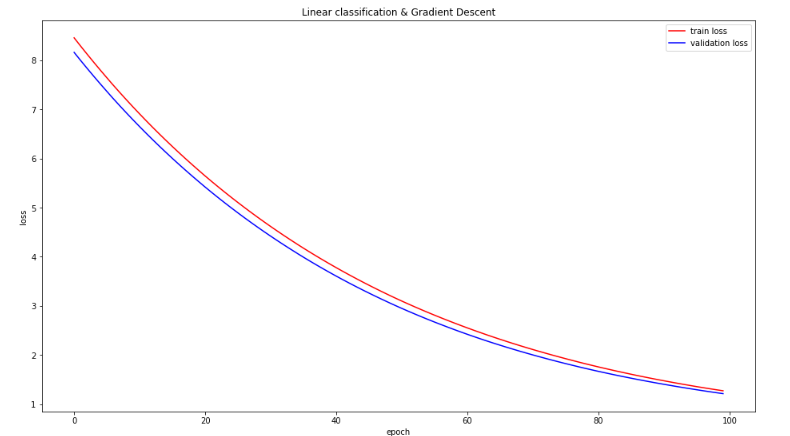 Linear classification & Gradient Descent
train loss
validation loss
8
7
6
5
4
3
2
1
loss
0
20
40
60
80
100
epoch